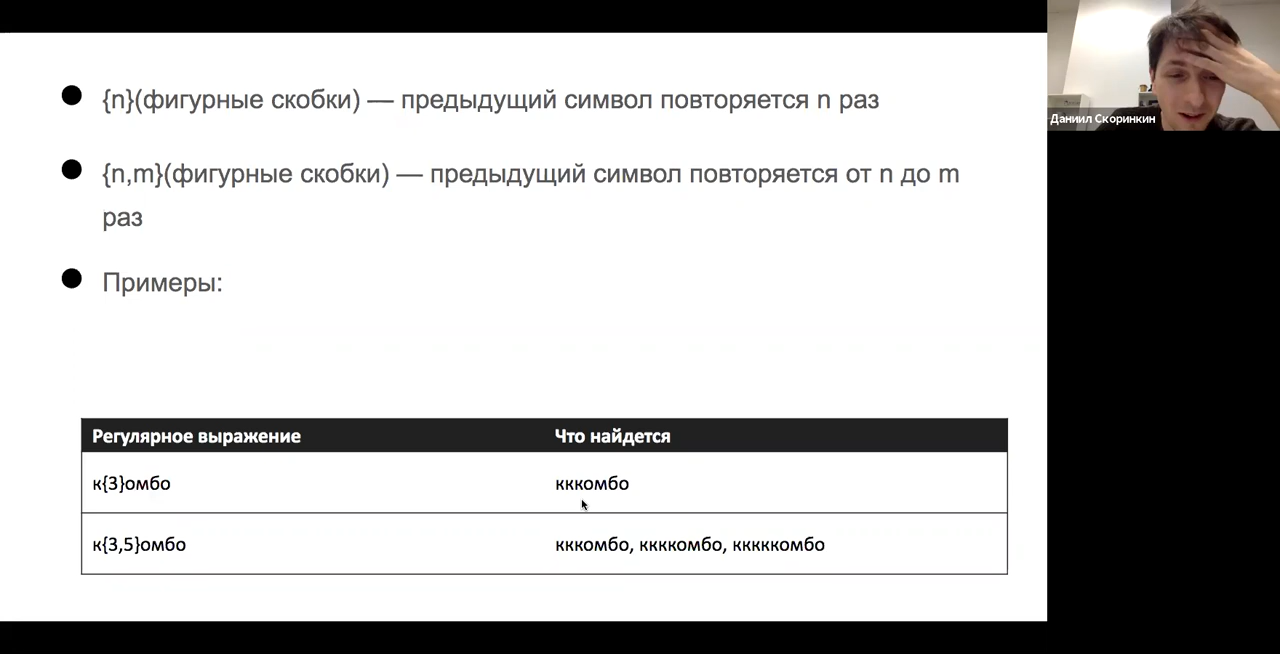 {n}(фигурные скобки) — предыдущий символ повторяется n раз
{n,m}(фигурные скобки) — предыдущий символ повторяется от n до m
раз
Примеры:
Регулярное выражение Что найдется
к{3}омбо кккомбо
к{3,5}омбо кккомбо, ккккомбо, кккккомбо
Даниил Скоринкин